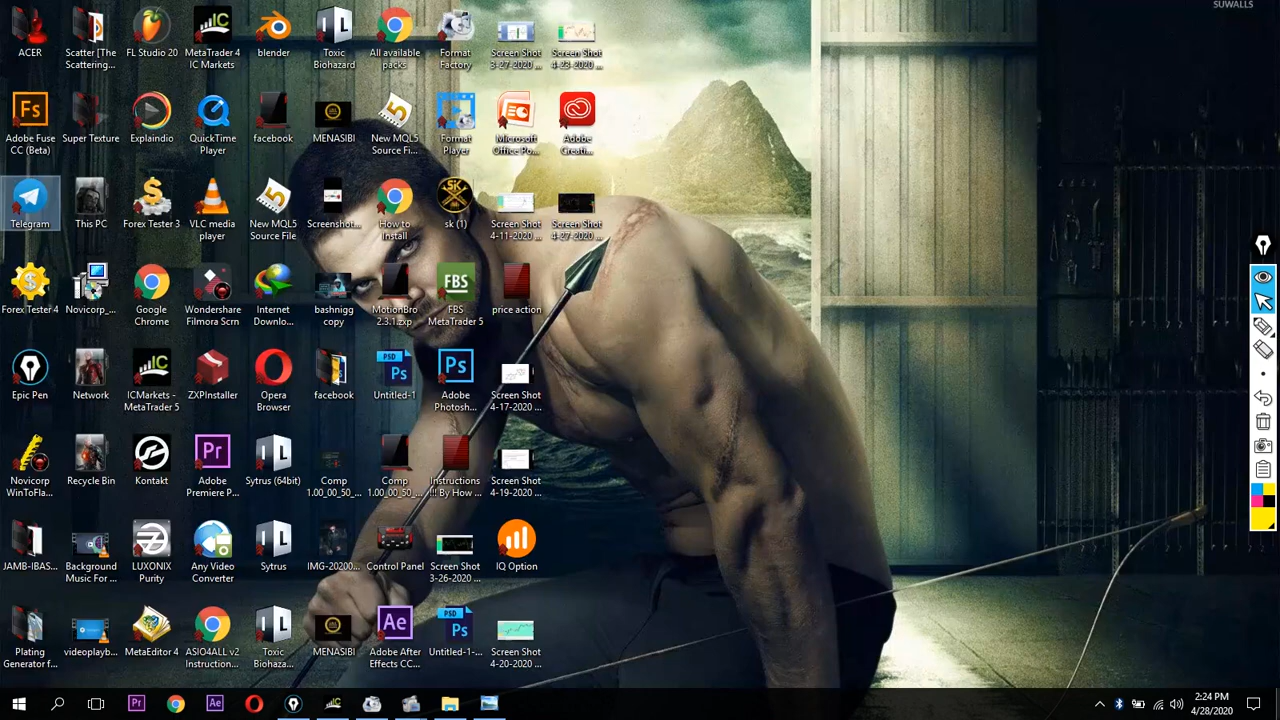 SUWALLS
ACER
Scatter [The
Scattering...
FL Studio 20
MetaTrader 4
IC Markets
blender
Toxic
Biohazard
All available
packs
Format
Factory
Screen Shot
3-27-2020 ...
Screen Shot
4-23-2020 ...
Adobe Fuse
CC (Beta)
Super Texture
Explaindio
QuickTime
Player
facebook
MENASIBI
New MQL5
Source Fi...
Format
Player
Microsoft
Office Po...
Adobe
Creati...
Telegram
This PC
Forex Tester 3
VLC media
player
New MQL5
Source File
Screenshot...
How to
Install
sk (1)
Screen Shot
4-11-2020 ...
Screen Shot
4-27-2020 ...
Forex Tester 4
Novicorp_...
Google
Chrome
Wondershare
Filmora Scrn
Internet
Downlo...
bashnigg
copy
MotionBro
2.3.1.zxp
FBS
MetaTrader 5
price action
Epic Pen
Network
ICMarkets -
MetaTrader 5
ZXPInstaller
Opera
Browser
facebook
Untitled-1
Adobe
Photosh...
Screen Shot
4-17-2020 ...
Novicorp
WinToFla...
Recycle Bin
Kontakt
Adobe
Premiere P...
Sytrus (64bit)
Comp
1.00_00_50_...
Comp
1.00_00_50_...
Instructions
!!! By How ...
Screen Shot
4-19-2020 ...
JAMB-IBAS...
Background
Music For ...
LUXONIX
Purity
Any Video
Converter
Sytrus
IMG-20200...
Control Panel
Screen Shot
3-26-2020 ...
IQ Option
Plating
Generator f...
videoplayb...
MetaEditor 4
ASIO4ALL v2
Instruction...
Toxic
Biohaza...
MENASIBI
Adobe After
Effects CC...
Untitled-1-...
Screen Shot
4-20-2020 ...
2:24 PM
4/28/2020